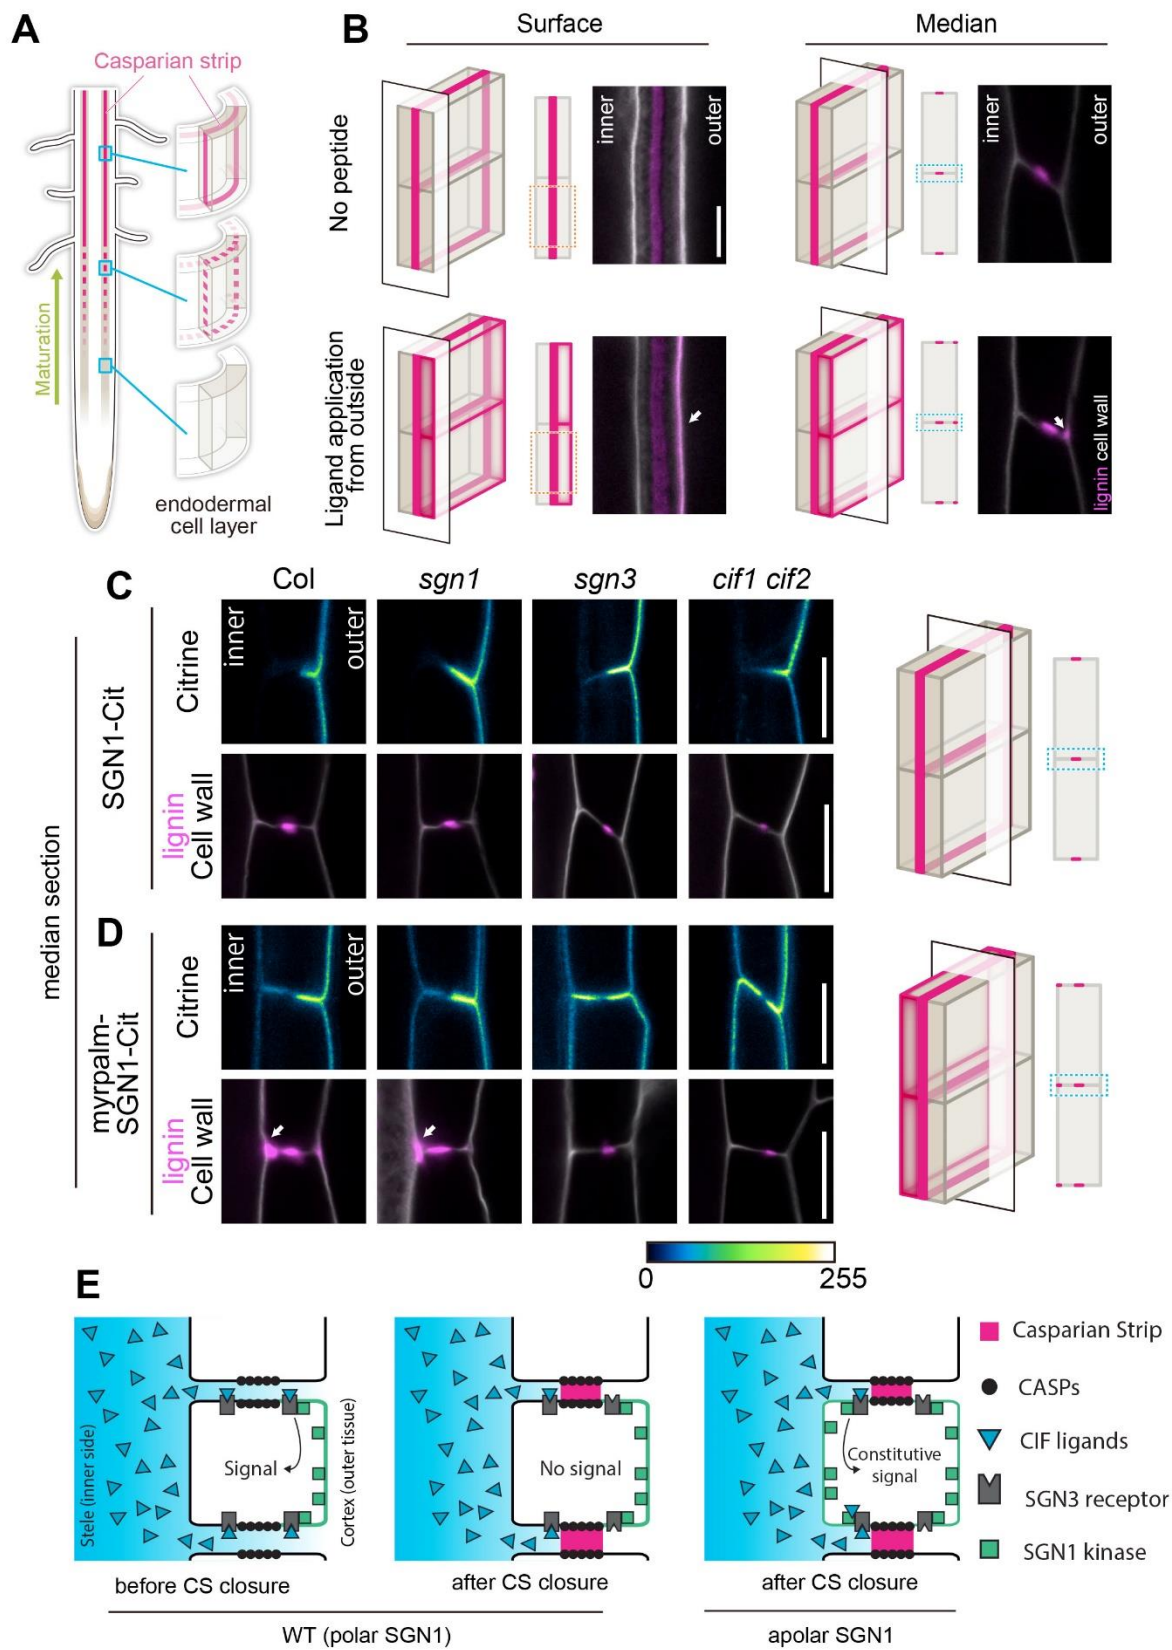 A
Casparian strip
Maturation
endodermal
cell layer
B
Surface
Median
No peptide
inner
outer
inner
outer
Ligand application
from outside
lignin cell wall
C
Col
sgn1
sgn3
cif1 cif2
median section
SGN1-Cit
Citrine
inner
outer
lignin
Cell wall
D
myrpalm-
SGN1-Cit
Citrine
inner
outer
lignin
Cell wall
0
255
E
Stele (inner side)
Signal
Cortex (outer tissue)
before CS closure
No signal
after CS closure
WT (polar SGN1)
Constitutive
signal
after CS closure
apolar SGN1
Casparian Strip
CASPs
CIF ligands
SGN3 receptor
SGN1 kinase